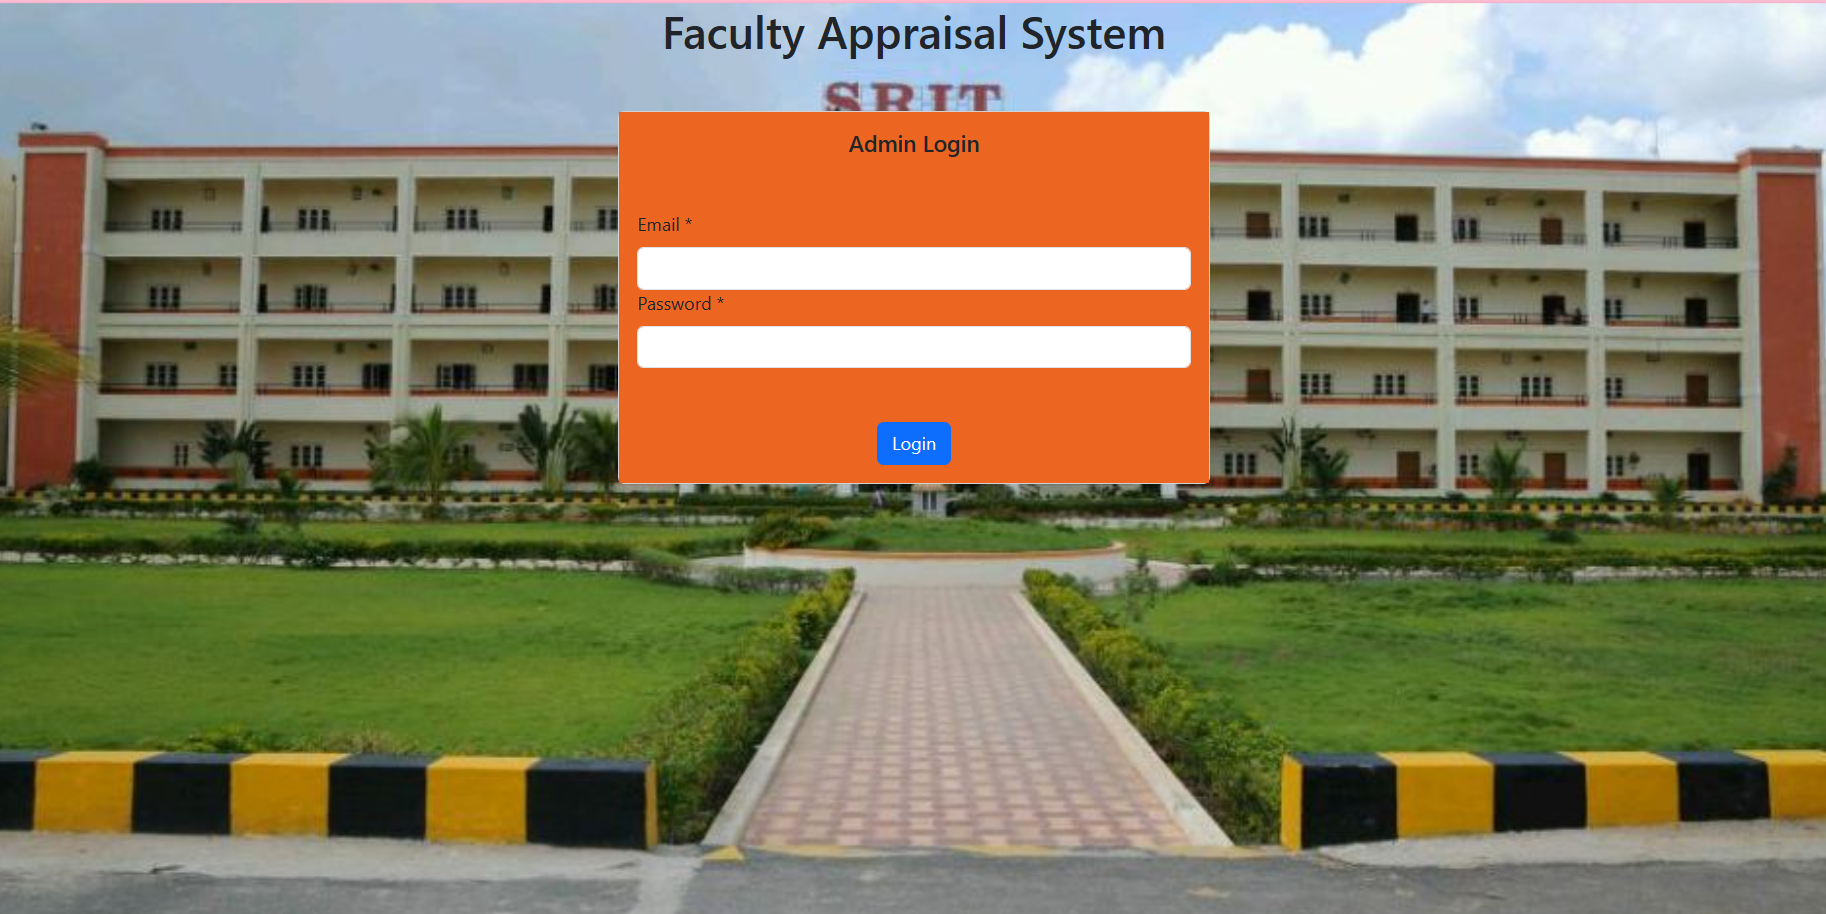 Faculty Appraisal System
SRIT
Admin Login
Email *
Password *
Login